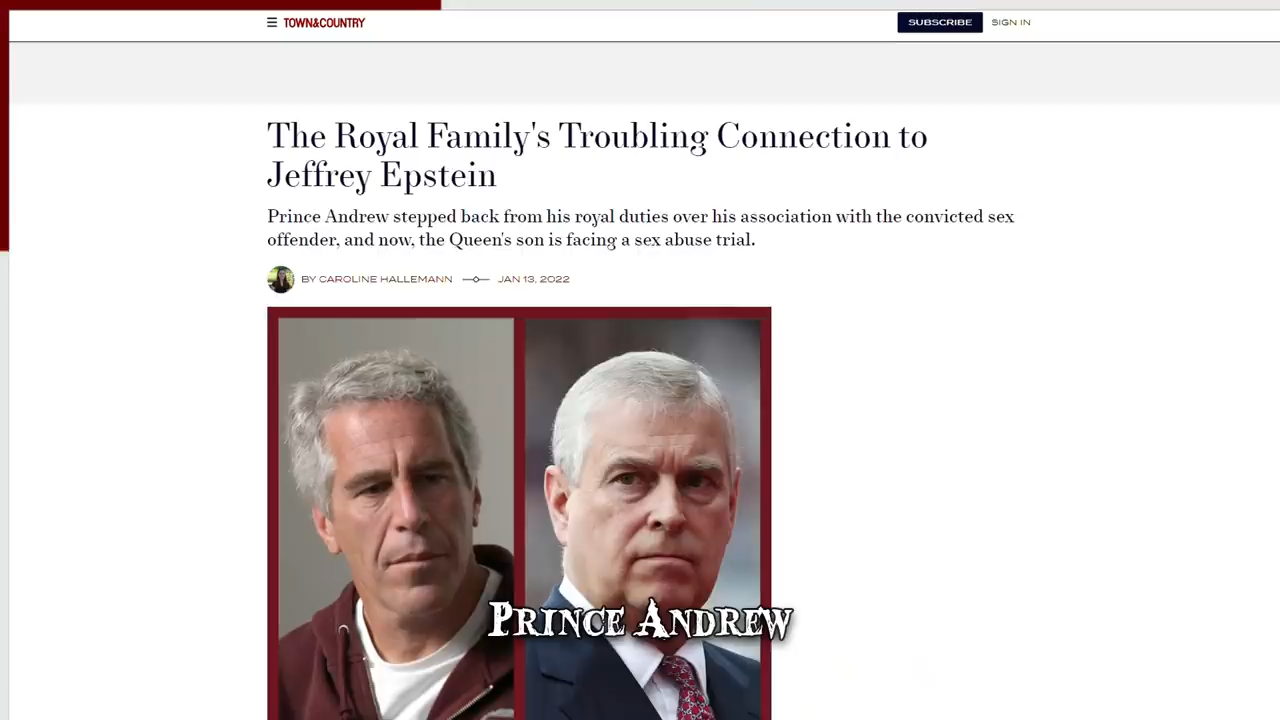 TOWN&COUNTRY
SUBSCRIBE
SIGN IN
The Royal Family's Troubling Connection to
Jeffrey Epstein
Prince Andrew stepped back from his royal duties over his association with the convicted sex
offender, and now, the Queen's son is facing a sex abuse trial.
BY CAROLINE HALLEMANN
JAN 13, 2022
PRINCE ANDREW